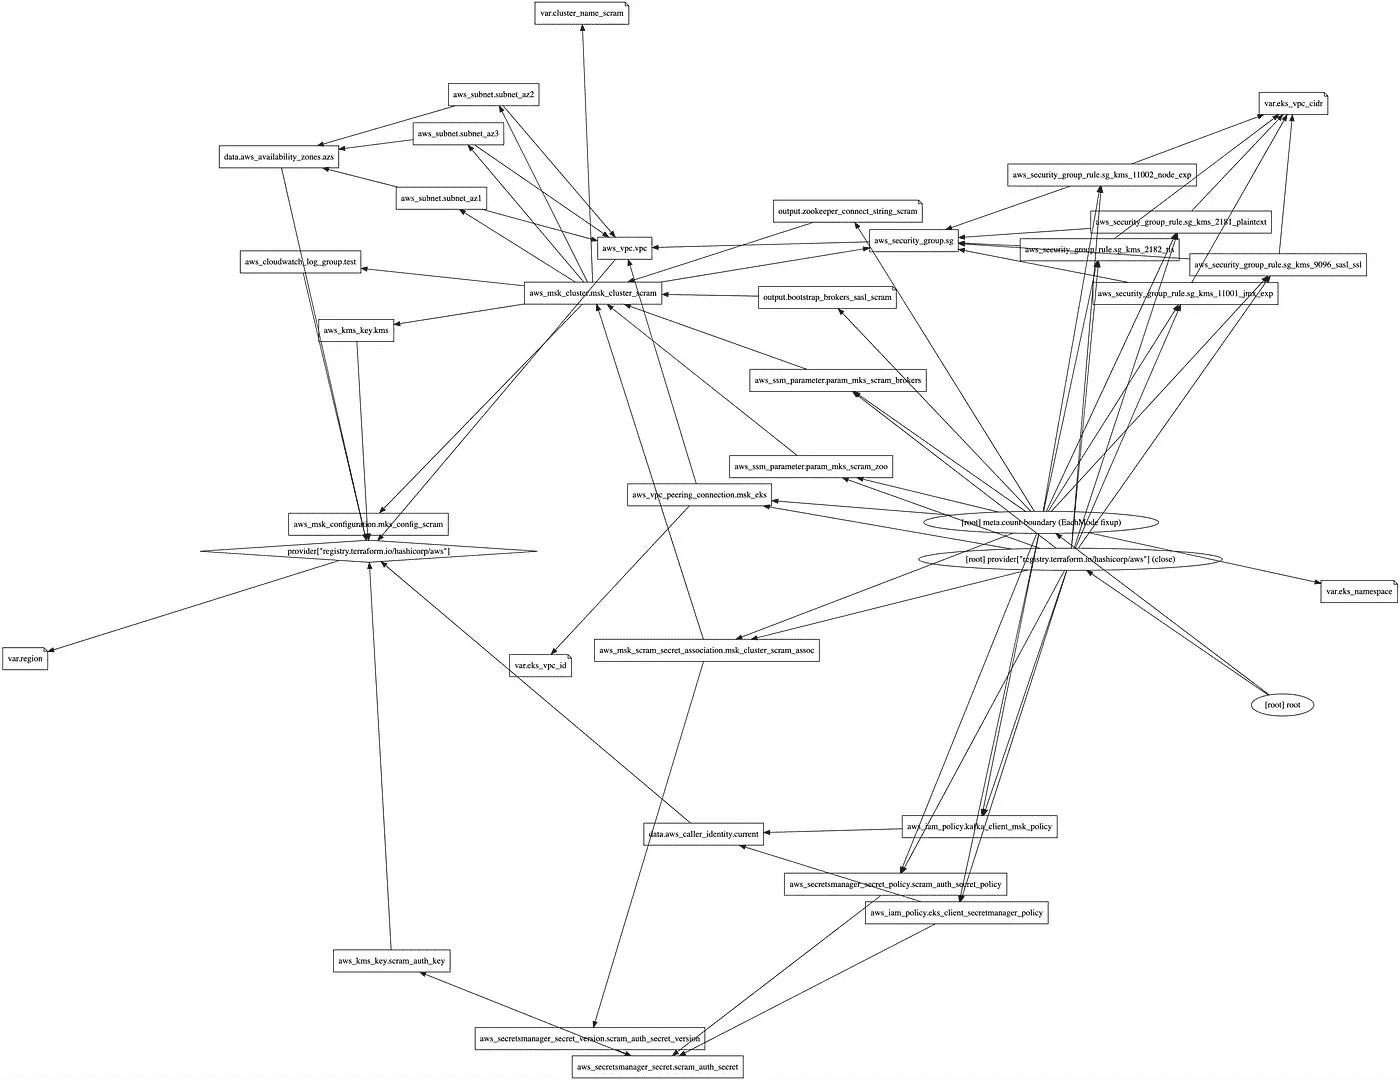 var.cluster_name_scram
aws_subnet.subnet_az2
var.eks_vpc_cidr
aws_subnet.subnet_az3
data.aws_availability_zones.azs
aws_security_group_rule.sg_kms_11002_node_exp
aws_subnet.subnet_az1
output.zookeeper_connect_string_scram
aws_security_group_rule.sg_kms_2181_plaintext
aws_security_group.sg
aws_vpc.vpc
aws_security_group_rule.sg_kms_2182_tls
aws_cloudwatch_log_group.test
aws_security_group_rule.sg_kms_9096_sasl_ssl
aws_msk_cluster.msk_cluster_scram
output.bootstrap_brokers_sasl_scram
aws_security_group_rule.sg_kms_11001_jmx_exp
aws_kms_key.kms
aws_ssm_parameter.param_mks_scram_brokers
aws_ssm_parameter.param_mks_scram_zoo
aws_vpc_peering_connection.msk_eks
aws_msk_configuration.mks_config_scram
[root] meta.count-boundary (EachMode fixup)
provider["registry.terraform.io/hashicorp/aws"]
[root] provider["registry.terraform.io/hashicorp/aws"] (close)
var.eks_namespace
aws_msk_scram_secret_association.msk_cluster_scram_assoc
var.region
var.eks_vpc_id
[root] root
aws_iam_policy.kafka_client_msk_policy
data.aws_caller_identity.current
aws_secretsmanager_secret_policy.scram_auth_secret_policy
aws_iam_policy.eks_client_secretmanager_policy
aws_kms_key.scram_auth_key
aws_secretsmanager_secret_version.scram_auth_secret_version
aws_secretsmanager_secret.scram_auth_secret